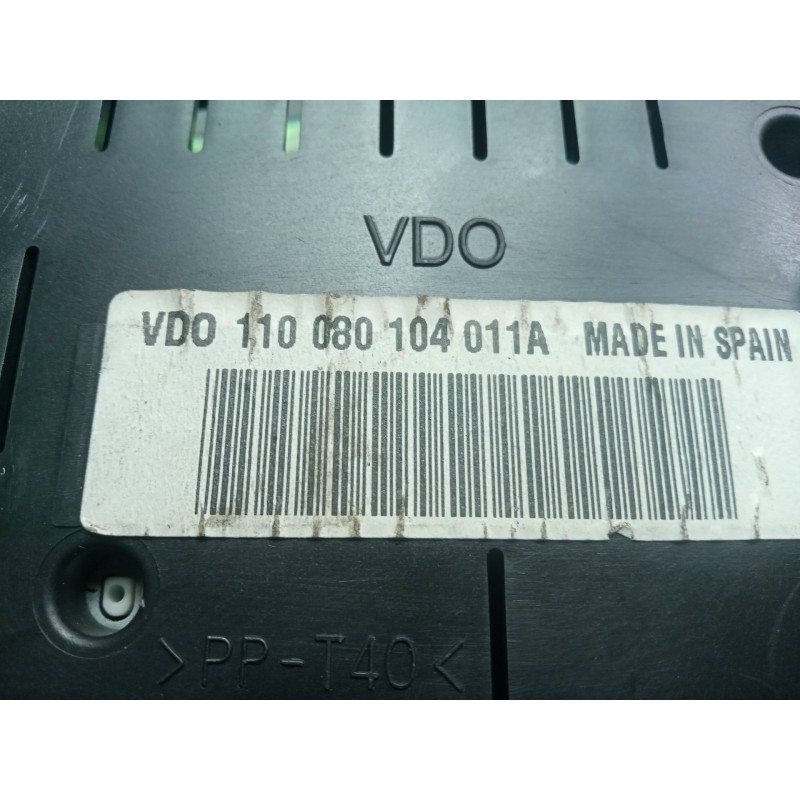 VDO
VDO 110 080 104 011A MADE IN SPAIN
>PP-T40<